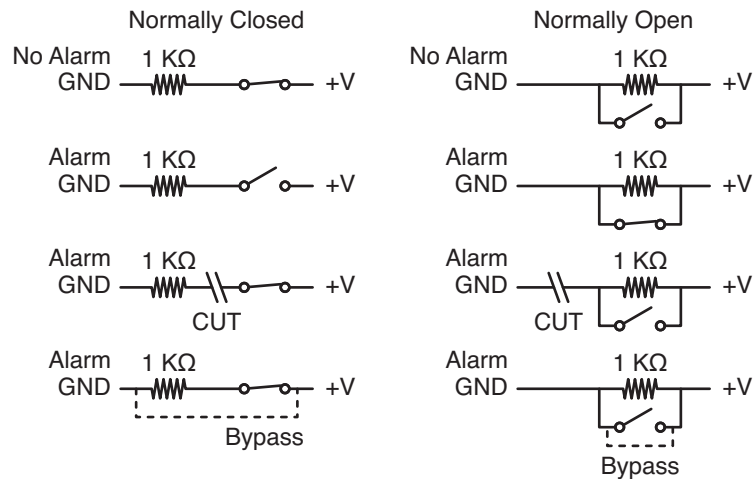 Normally Closed
No Alarm 1 KΩ
GND +V
Alarm
1 KΩ
GND +V
Alarm
1 KΩ
GND +V
CUT
Alarm
1 KΩ
GND +V
Bypass
Normally Open
No Alarm 1 KΩ
GND +V
Alarm
1 KΩ
GND +V
Alarm
1 KΩ
GND +V
CUT
Alarm
1 KΩ
GND +V
Bypass